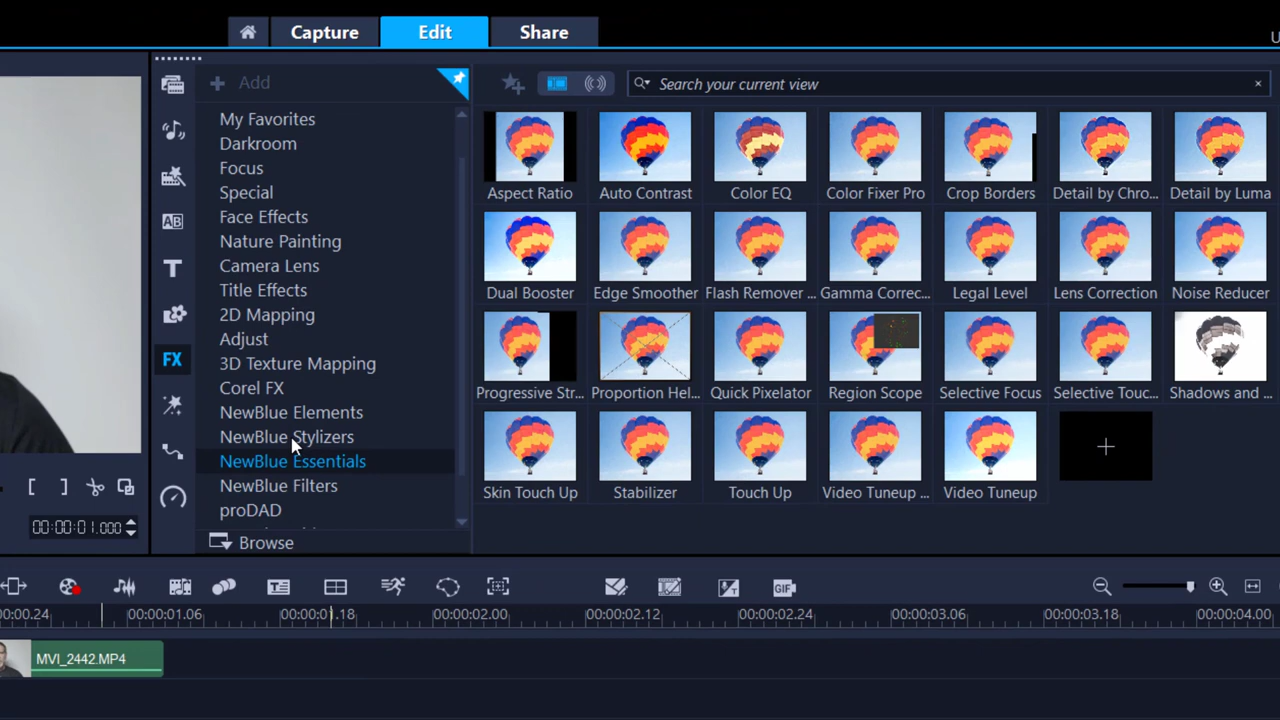 Capture Edit Share U
Add
Search your current view
My Favorites
Darkroom
Focus
Special
Face Effects
Nature Painting
Camera Lens
Title Effects
2D Mapping
Adjust
3D Texture Mapping
Corel FX
NewBlue Elements
NewBlue Stylizers
NewBlue Essentials
NewBlue Filters
proDAD
Browse
AB
T
FX
Aspect Ratio Auto Contrast Color EQ Color Fixer Pro Crop Borders Detail by Chro... Detail by Luma
Dual Booster Edge Smoother Flash Remover ... Gamma Correc... Legal Level Lens Correction Noise Reducer
Progressive Str... Proportion Hel... Quick Pixelator Region Scope Selective Focus Selective Touc... Shadows and ...
Skin Touch Up Stabilizer Touch Up Video Tuneup ... Video Tuneup
[ ]
00:00:01.000
GIF
00:00.24 00:00:01.06 00:00:01.18 00:00:02.00 00:00:02.12 00:00:02.24 00:00:03.06 00:00:03.18 00:00:04.00
MVI_2442.MP4